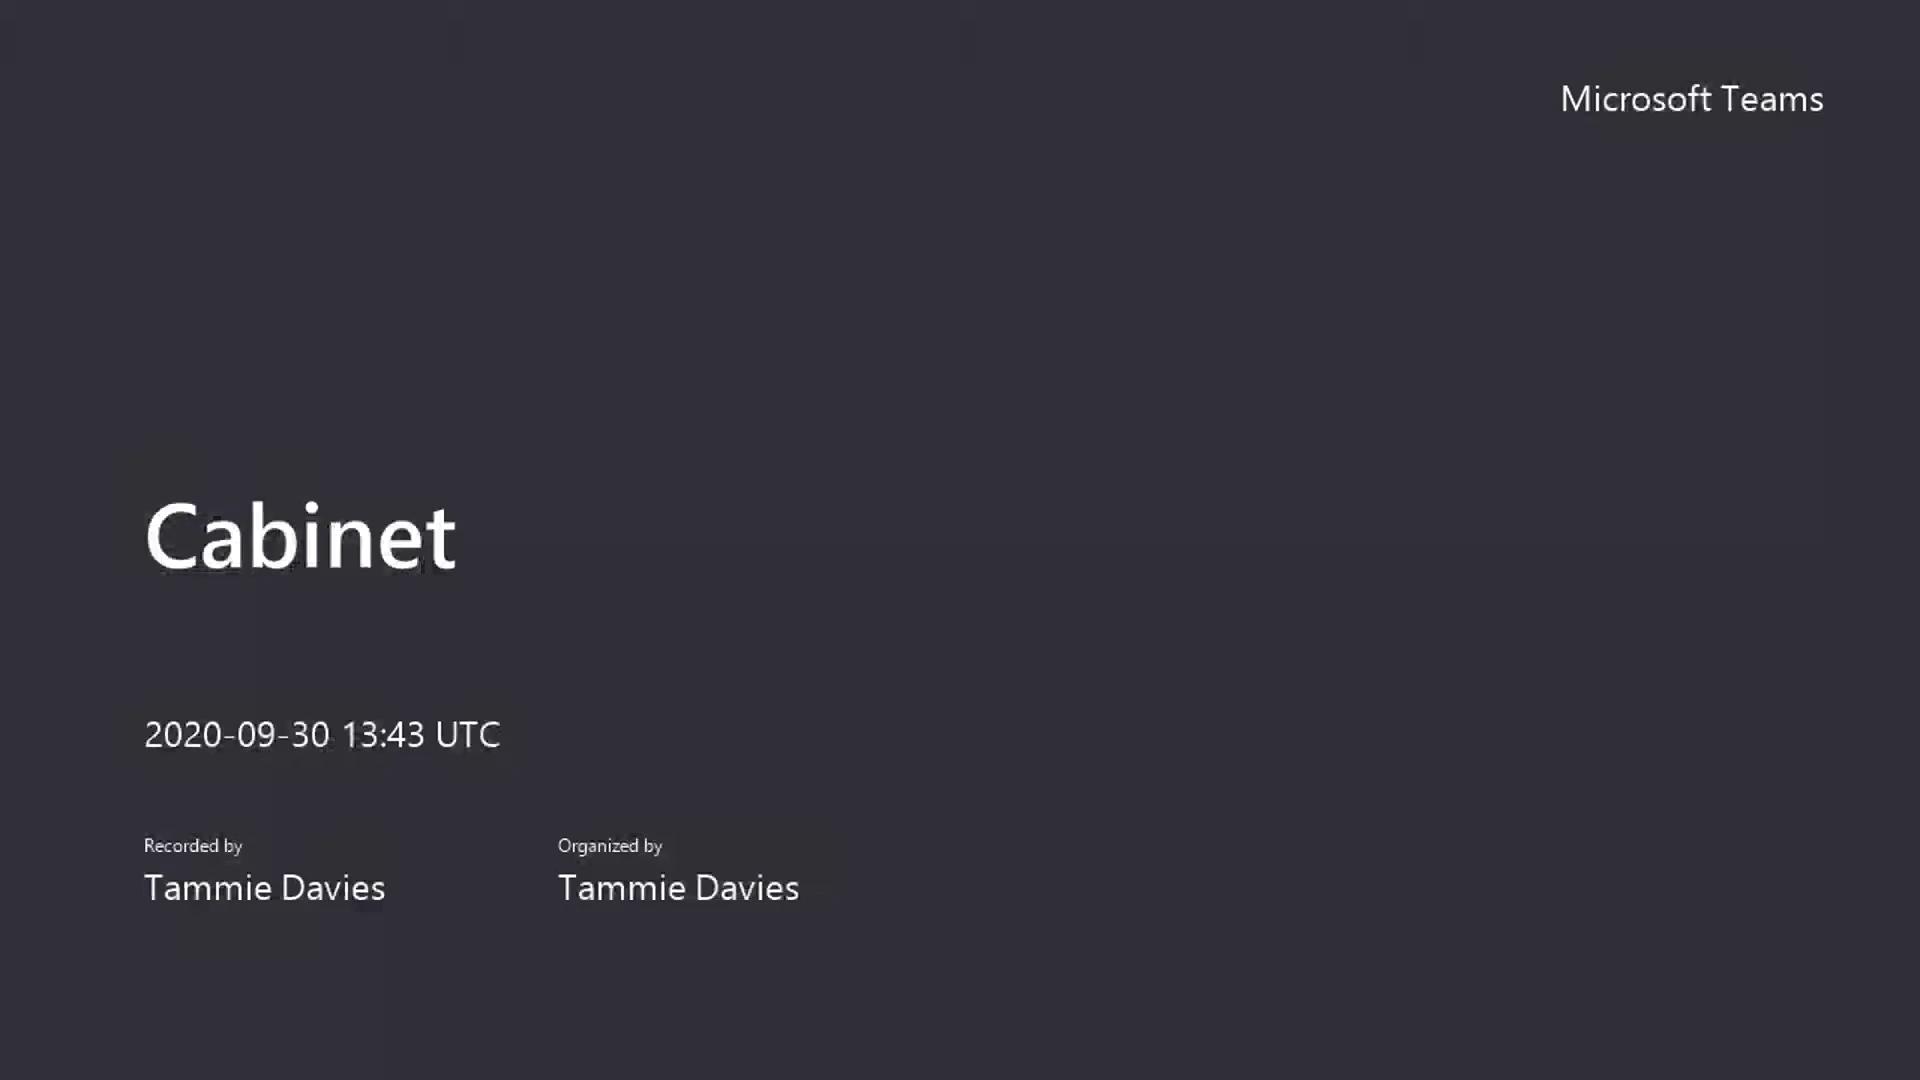 Microsoft Teams
Cabinet
2020-09-30 13:43 UTC
Recorded by
Tammie Davies
Organized by
Tammie Davies